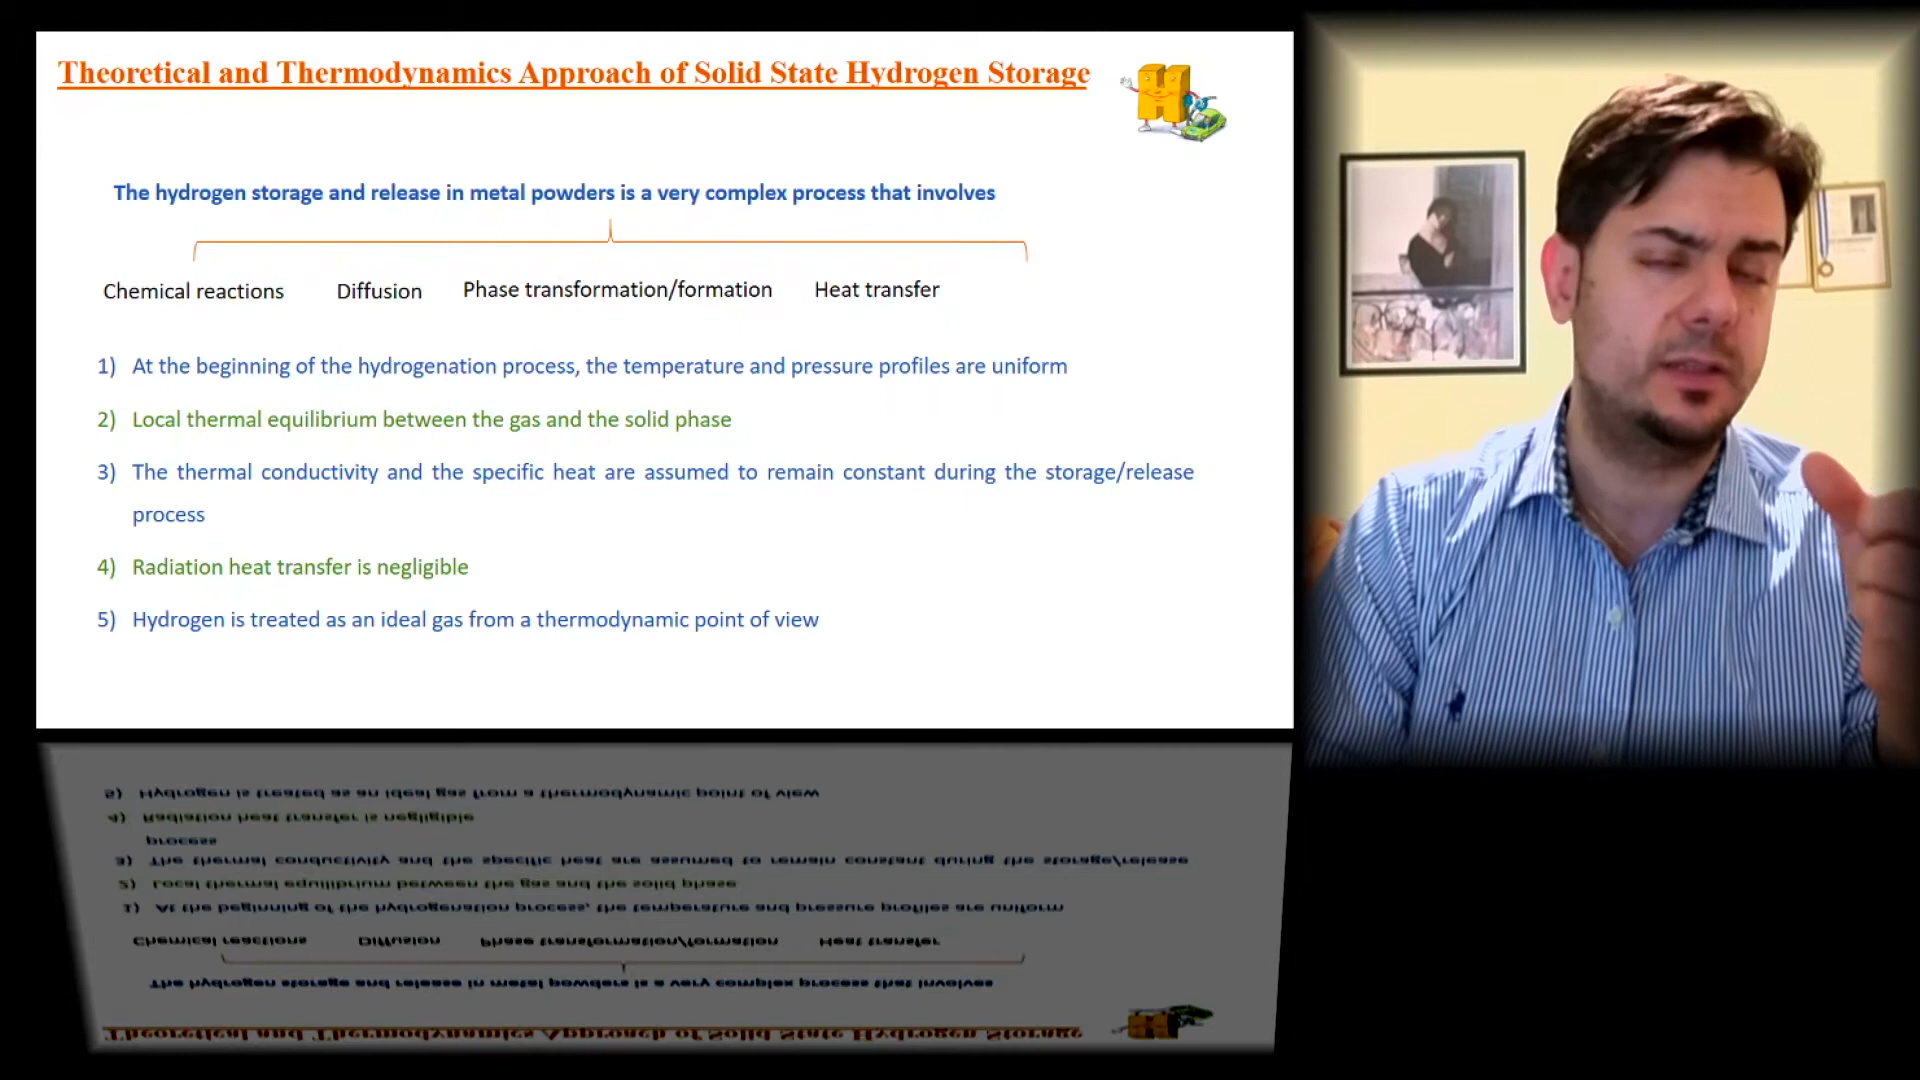 Theoretical and Thermodynamics Approach of Solid State Hydrogen Storage
The hydrogen storage and release in metal powders is a very complex process that involves
Chemical reactions Diffusion Phase transformation/formation Heat transfer
1) At the beginning of the hydrogenation process, the temperature and pressure profiles are uniform
2) Local thermal equilibrium between the gas and the solid phase
3) The thermal conductivity and the specific heat are assumed to remain constant during the storage/release
process
4) Radiation heat transfer is negligible
5) Hydrogen is treated as an ideal gas from a thermodynamic point of view